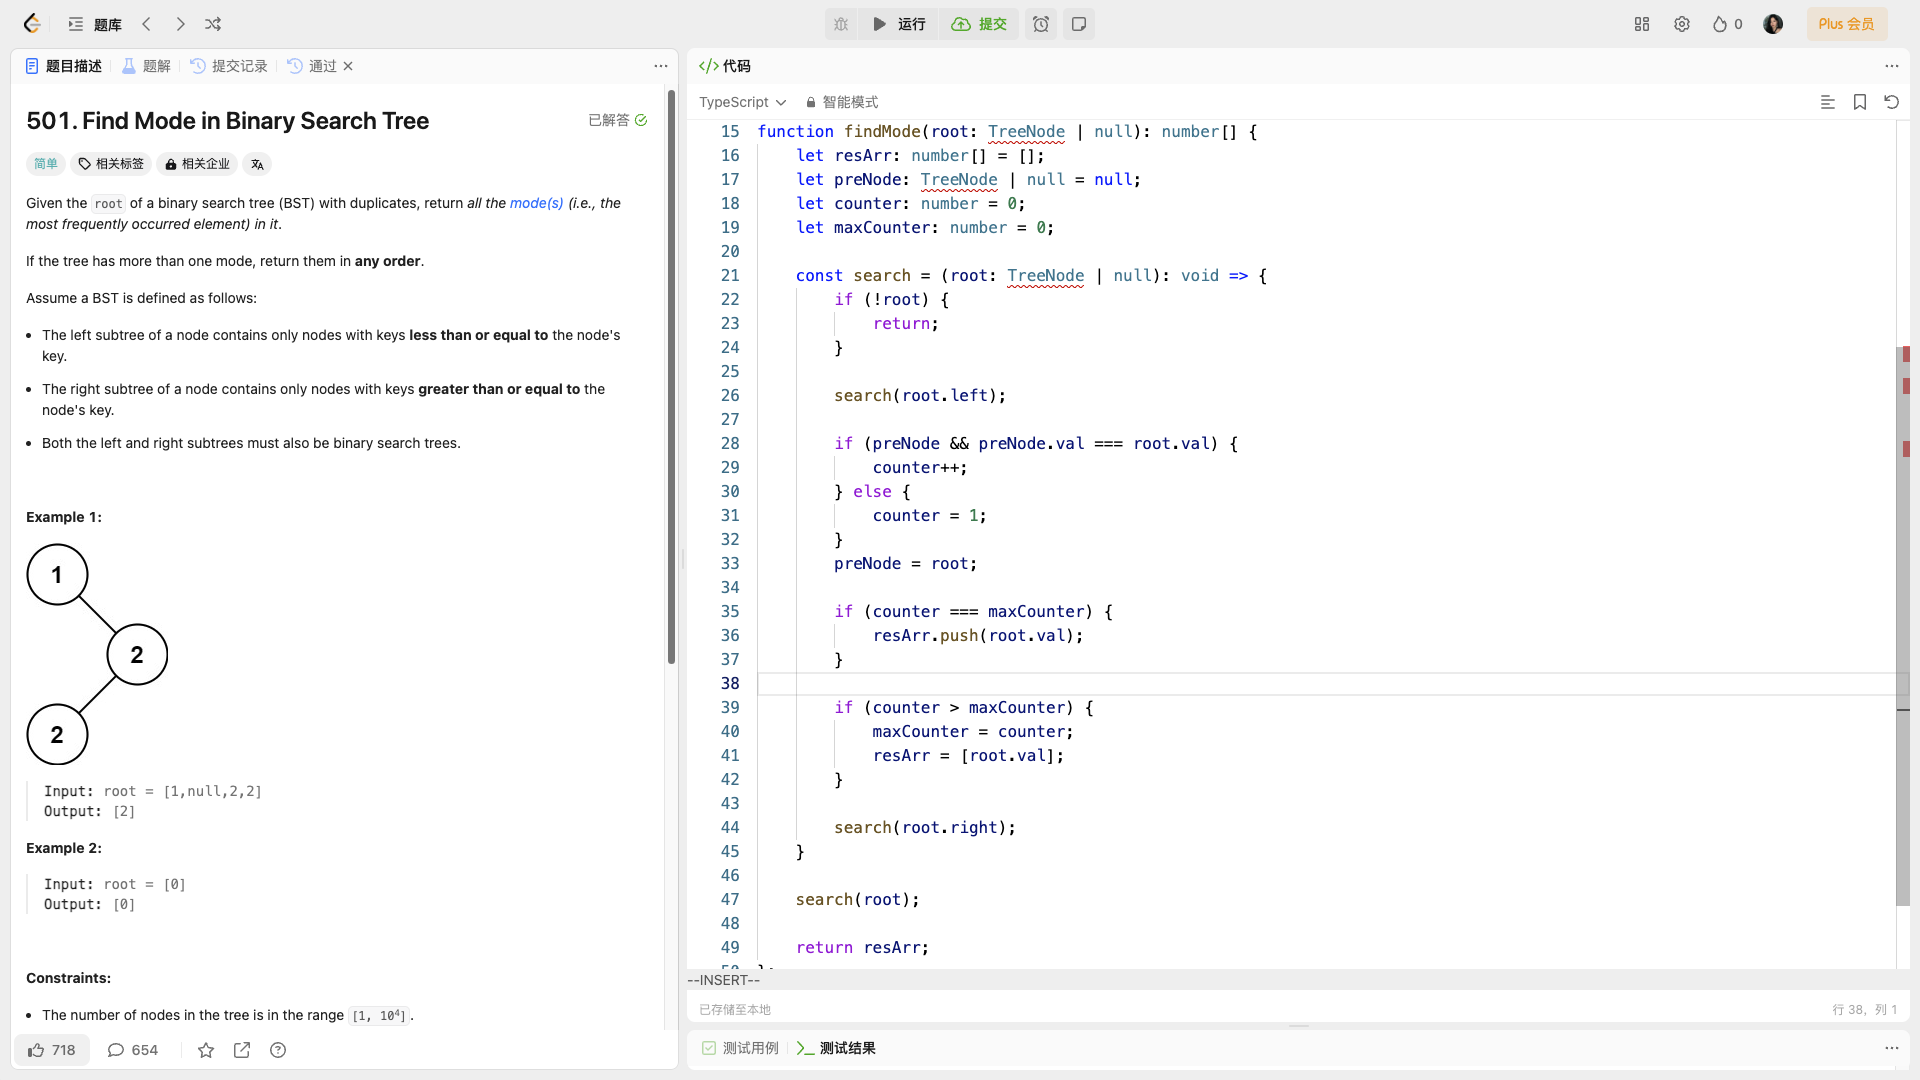 题库
运行
提交
0
Plus 会员
题目描述
题解
提交记录
通过
501. Find Mode in Binary Search Tree
已解答
简单
相关标签
相关企业
Given the root of a binary search tree (BST) with duplicates, return all the mode(s) (i.e., the
most frequently occurred element) in it.
If the tree has more than one mode, return them in any order.
Assume a BST is defined as follows:
• The left subtree of a node contains only nodes with keys less than or equal to the node's
key.
• The right subtree of a node contains only nodes with keys greater than or equal to the
node's key.
• Both the left and right subtrees must also be binary search trees.
Example 1:
1
2
2
Input: root = [1,null,2,2]
Output: [2]
Example 2:
Input: root = [0]
Output: [0]
Constraints:
• The number of nodes in the tree is in the range [1, 10⁴].
718
654
</> 代码
TypeScript
智能模式
15 function findMode(root: TreeNode | null): number[] {
16     let resArr: number[] = [];
17     let preNode: TreeNode | null = null;
18     let counter: number = 0;
19     let maxCounter: number = 0;
20
21     const search = (root: TreeNode | null): void => {
22         if (!root) {
23             return;
24         }
25
26         search(root.left);
27
28         if (preNode && preNode.val === root.val) {
29             counter++;
30         } else {
31             counter = 1;
32         }
33         preNode = root;
34
35         if (counter === maxCounter) {
36             resArr.push(root.val);
37         }
38
39         if (counter > maxCounter) {
40             maxCounter = counter;
41             resArr = [root.val];
42         }
43
44         search(root.right);
45     }
46
47     search(root);
48
49     return resArr;
50 };
--INSERT--
已存储至本地
行 38, 列 1
测试用例
测试结果